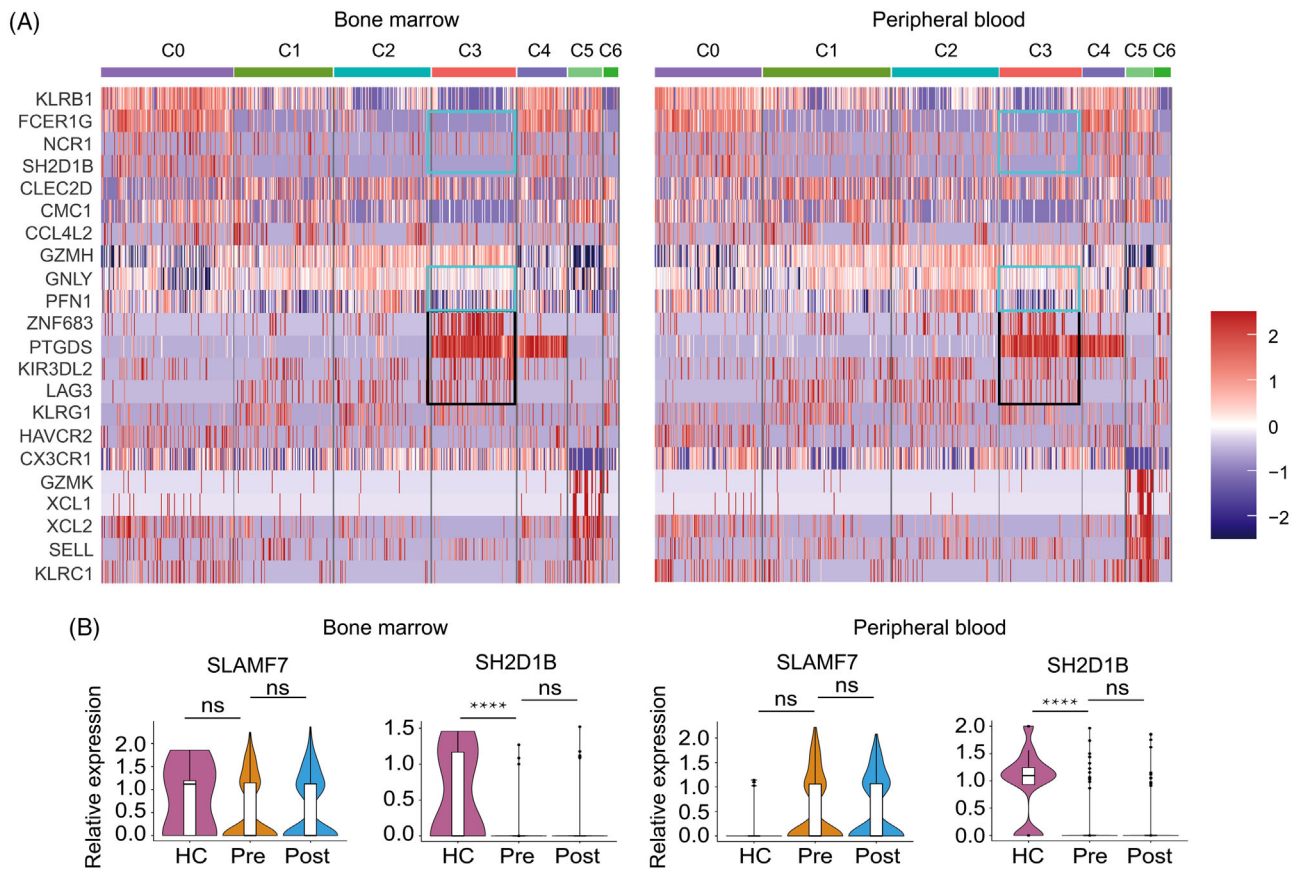 (A)
Bone marrow
Peripheral blood
C0 C1 C2 C3 C4 C5 C6
C0 C1 C2 C3 C4 C5 C6
KLRB1
FCER1G
NCR1
SH2D1B
CLEC2D
CMC1
CCL4L2
GZMH
GNLY
PFN1
ZNF683
PTGDS
KIR3DL2
LAG3
KLRG1
HAVCR2
CX3CR1
GZMK
XCL1
XCL2
SELL
KLRC1
2
1
0
−1
−2
(B)
Bone marrow
Relative expression
SLAMF7
ns
ns
2.0
1.5
1.0
0.5
0.0
HC Pre Post
SH2D1B
****
ns
1.5
1.0
0.5
0.0
HC Pre Post
Peripheral blood
Relative expression
SLAMF7
ns
ns
2.0
1.5
1.0
0.5
0.0
HC Pre Post
SH2D1B
****
ns
2.0
1.5
1.0
0.5
0.0
HC Pre Post